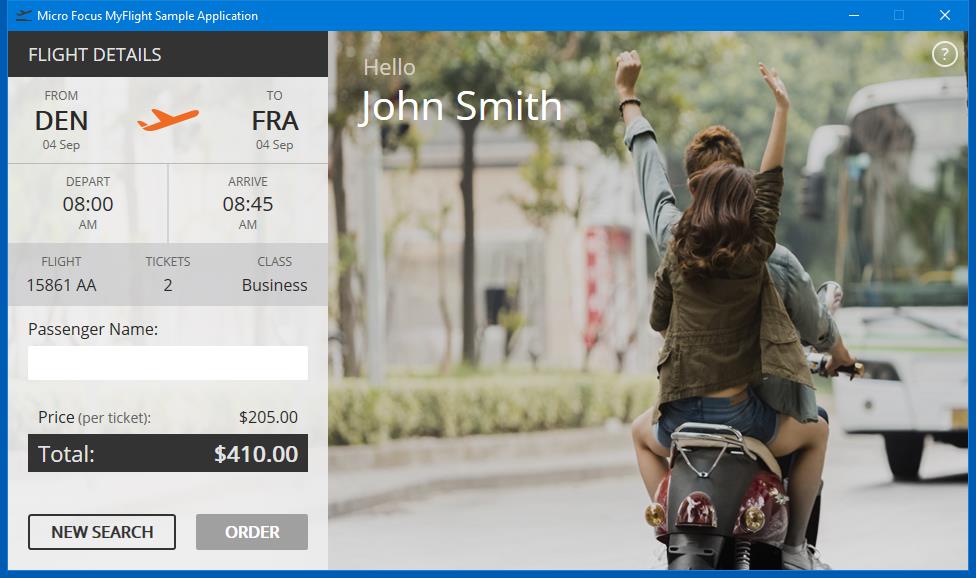 Micro Focus MyFlight Sample Application
FLIGHT DETAILS
FROM TO
DEN FRA
04 Sep 04 Sep
DEPART ARRIVE
08:00 08:45
AM AM
FLIGHT TICKETS CLASS
15861 AA 2 Business
Passenger Name:
Price (per ticket): $205.00
Total: $410.00
NEW SEARCH ORDER
Hello
John Smith
?